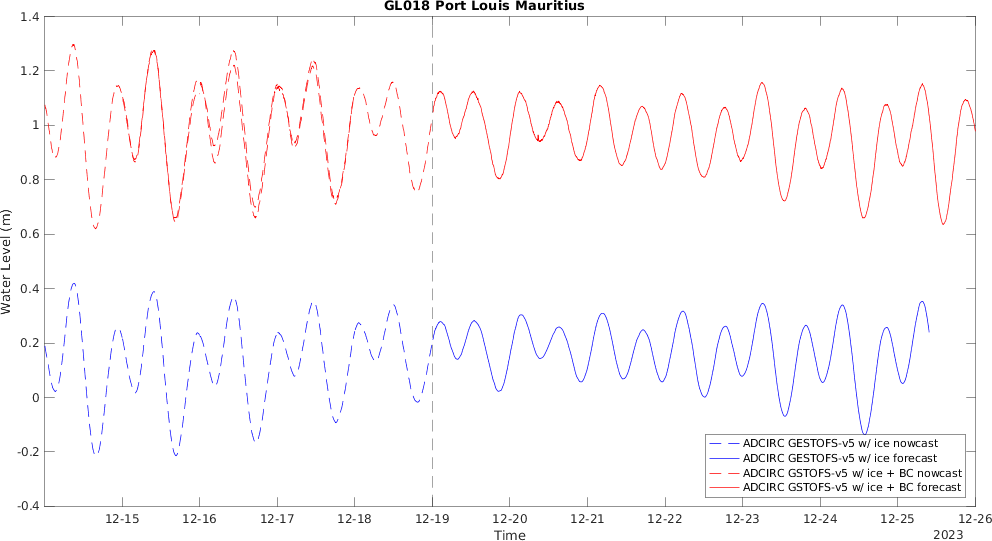 GL018 Port Louis Mauritius
1.4
1.2
1
0.8
0.6
0.4
0.2
0
-0.2
-0.4
Water Level (m)
ADCIRC GESTOFS-v5 w/ ice nowcast
ADCIRC GESTOFS-v5 w/ ice forecast
ADCIRC GSTOFS-v5 w/ ice + BC nowcast
ADCIRC GSTOFS-v5 w/ ice + BC forecast
12-15 12-16 12-17 12-18 12-19 12-20 12-21 12-22 12-23 12-24 12-25 12-26
Time
2023